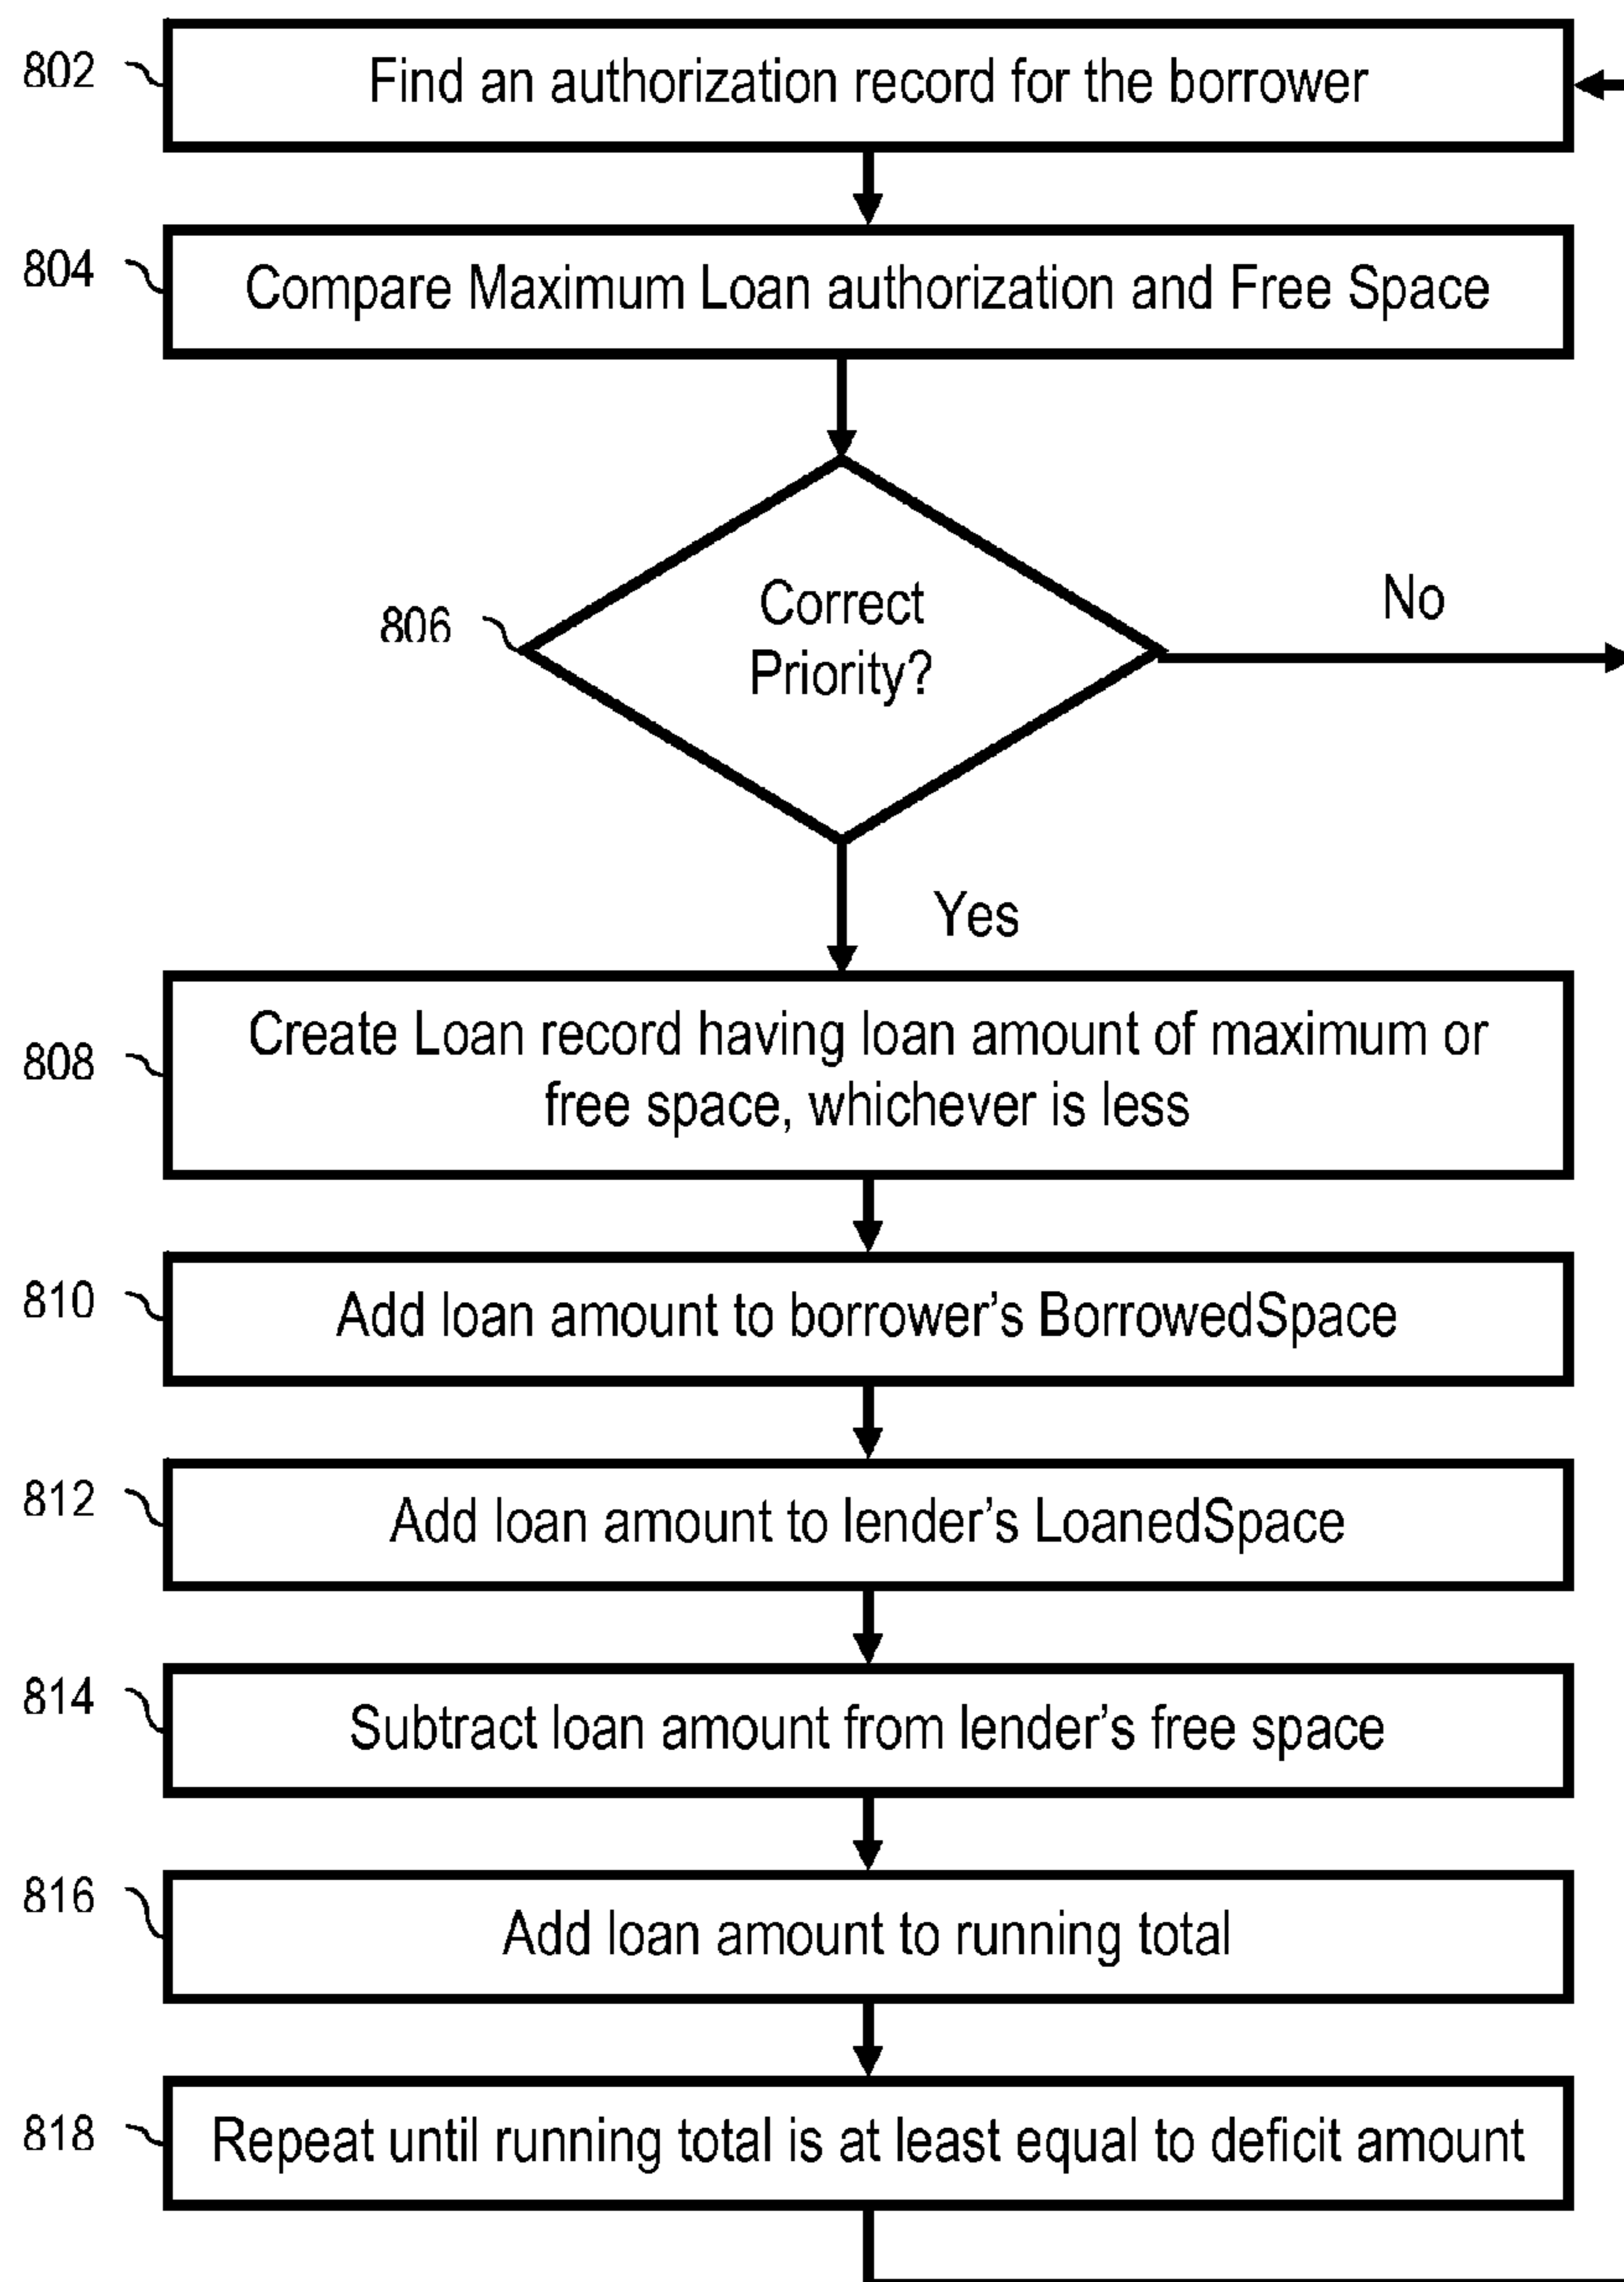 802
Find an authorization record for the borrower
804
Compare Maximum Loan authorization and Free Space
806
Correct
Priority?
No
Yes
808
Create Loan record having loan amount of maximum or
free space, whichever is less
810
Add loan amount to borrower's BorrowedSpace
812
Add loan amount to lender's LoanedSpace
814
Subtract loan amount from lender's free space
816
Add loan amount to running total
818
Repeat until running total is at least equal to deficit amount